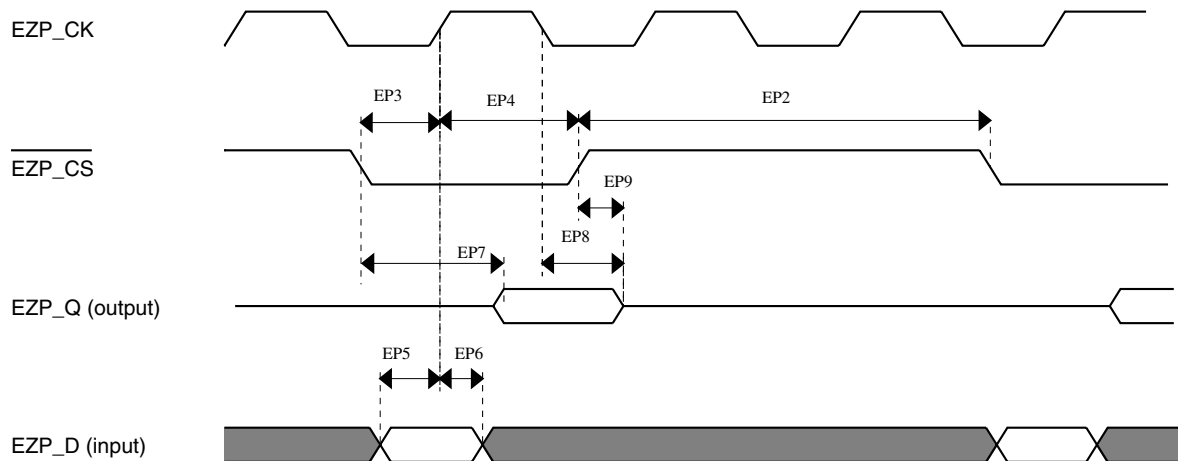 EZP_CK
EP3
EP4
EP2
EZP_CS
EP9
EP8
EP7
EZP_Q (output)
EP5
EP6
EZP_D (input)